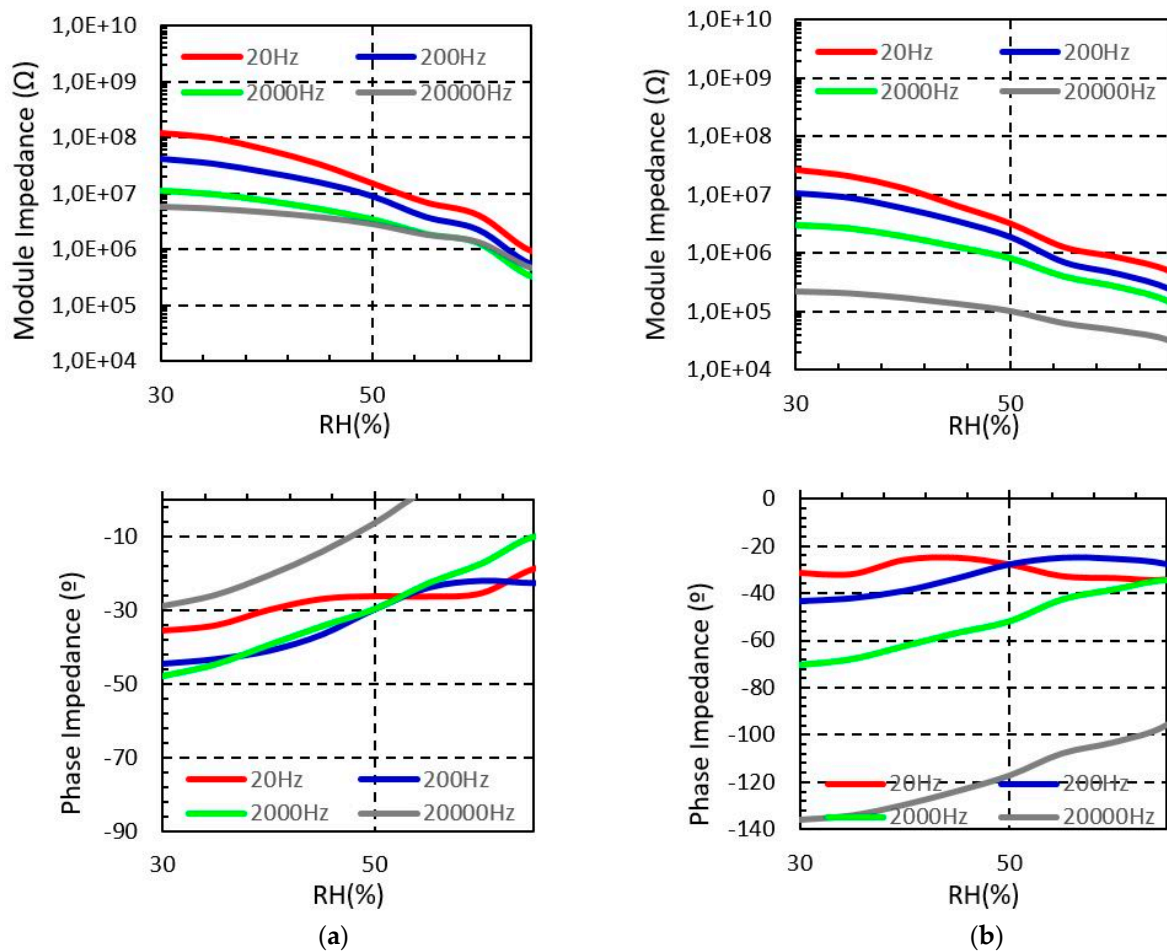 Module Impedance (Ω)
1,0E+10
1,0E+09
1,0E+08
1,0E+07
1,0E+06
1,0E+05
1,0E+04
20Hz 200Hz
2000Hz 20000Hz
30 50
RH(%)
Module Impedance (Ω)
1,0E+10
1,0E+09
1,0E+08
1,0E+07
1,0E+06
1,0E+05
1,0E+04
20Hz 200Hz
2000Hz 20000Hz
30 50
RH(%)
Phase Impedance (º)
-10
-30
-50
-70
-90
20Hz 200Hz
2000Hz 20000Hz
30 50
RH(%)
(a)
Phase Impedance (º)
0
-20
-40
-60
-80
-100
-120
-140
20Hz 200Hz
2000Hz 20000Hz
30 50
RH(%)
(b)